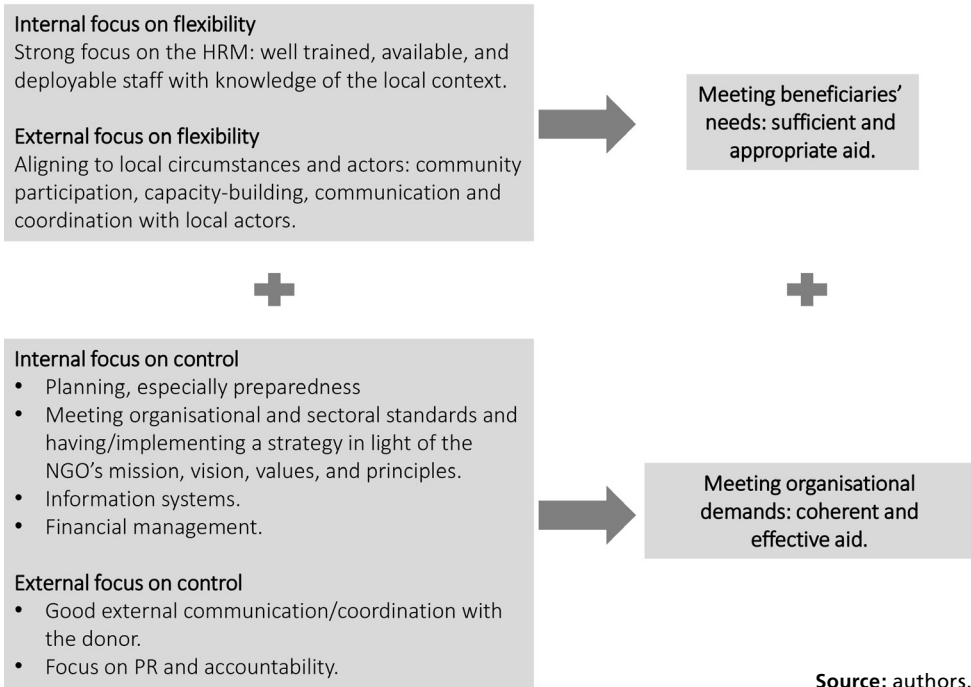 Internal focus on flexibility
Strong focus on the HRM: well trained, available, and
deployable staff with knowledge of the local context.
External focus on flexibility
Aligning to local circumstances and actors: community
participation, capacity-building, communication and
coordination with local actors.
Meeting beneficiaries'
needs: sufficient and
appropriate aid.
Internal focus on control
• Planning, especially preparedness
• Meeting organisational and sectoral standards and
having/implementing a strategy in light of the
NGO's mission, vision, values, and principles.
• Information systems.
• Financial management.
External focus on control
• Good external communication/coordination with
the donor.
• Focus on PR and accountability.
Meeting organisational
demands: coherent and
effective aid.
Source: authors.